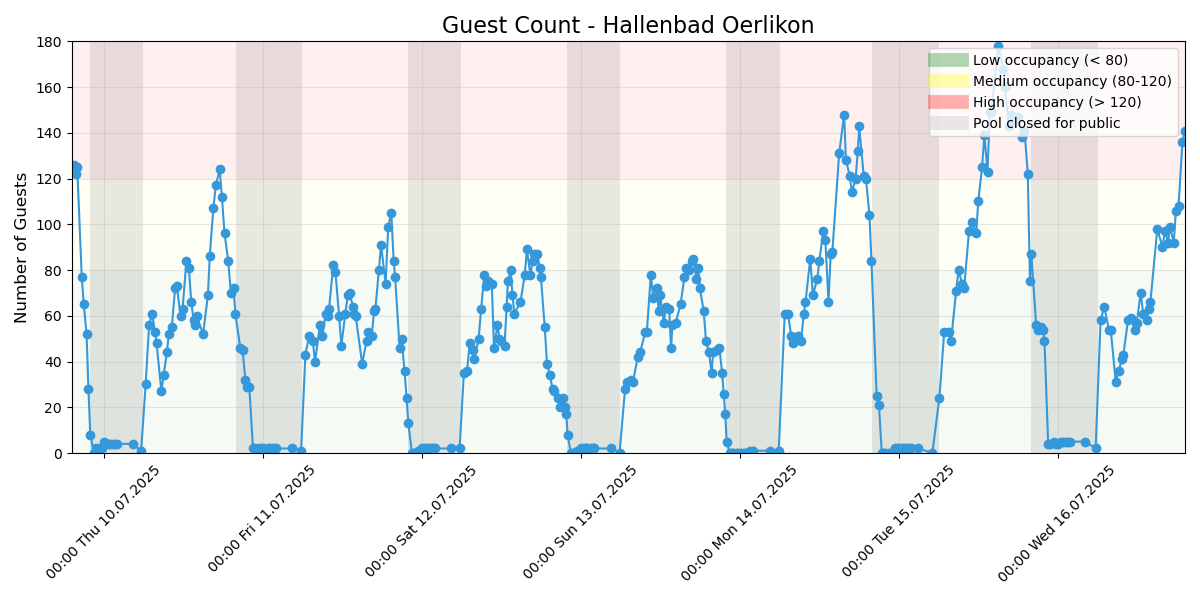 Guest Count - Hallenbad Oerlikon
Number of Guests
180
160
140
120
100
80
60
40
20
0
Low occupancy (< 80)
Medium occupancy (80-120)
High occupancy (> 120)
Pool closed for public
00:00 Thu 10.07.2025
00:00 Fri 11.07.2025
00:00 Sat 12.07.2025
00:00 Sun 13.07.2025
00:00 Mon 14.07.2025
00:00 Tue 15.07.2025
00:00 Wed 16.07.2025